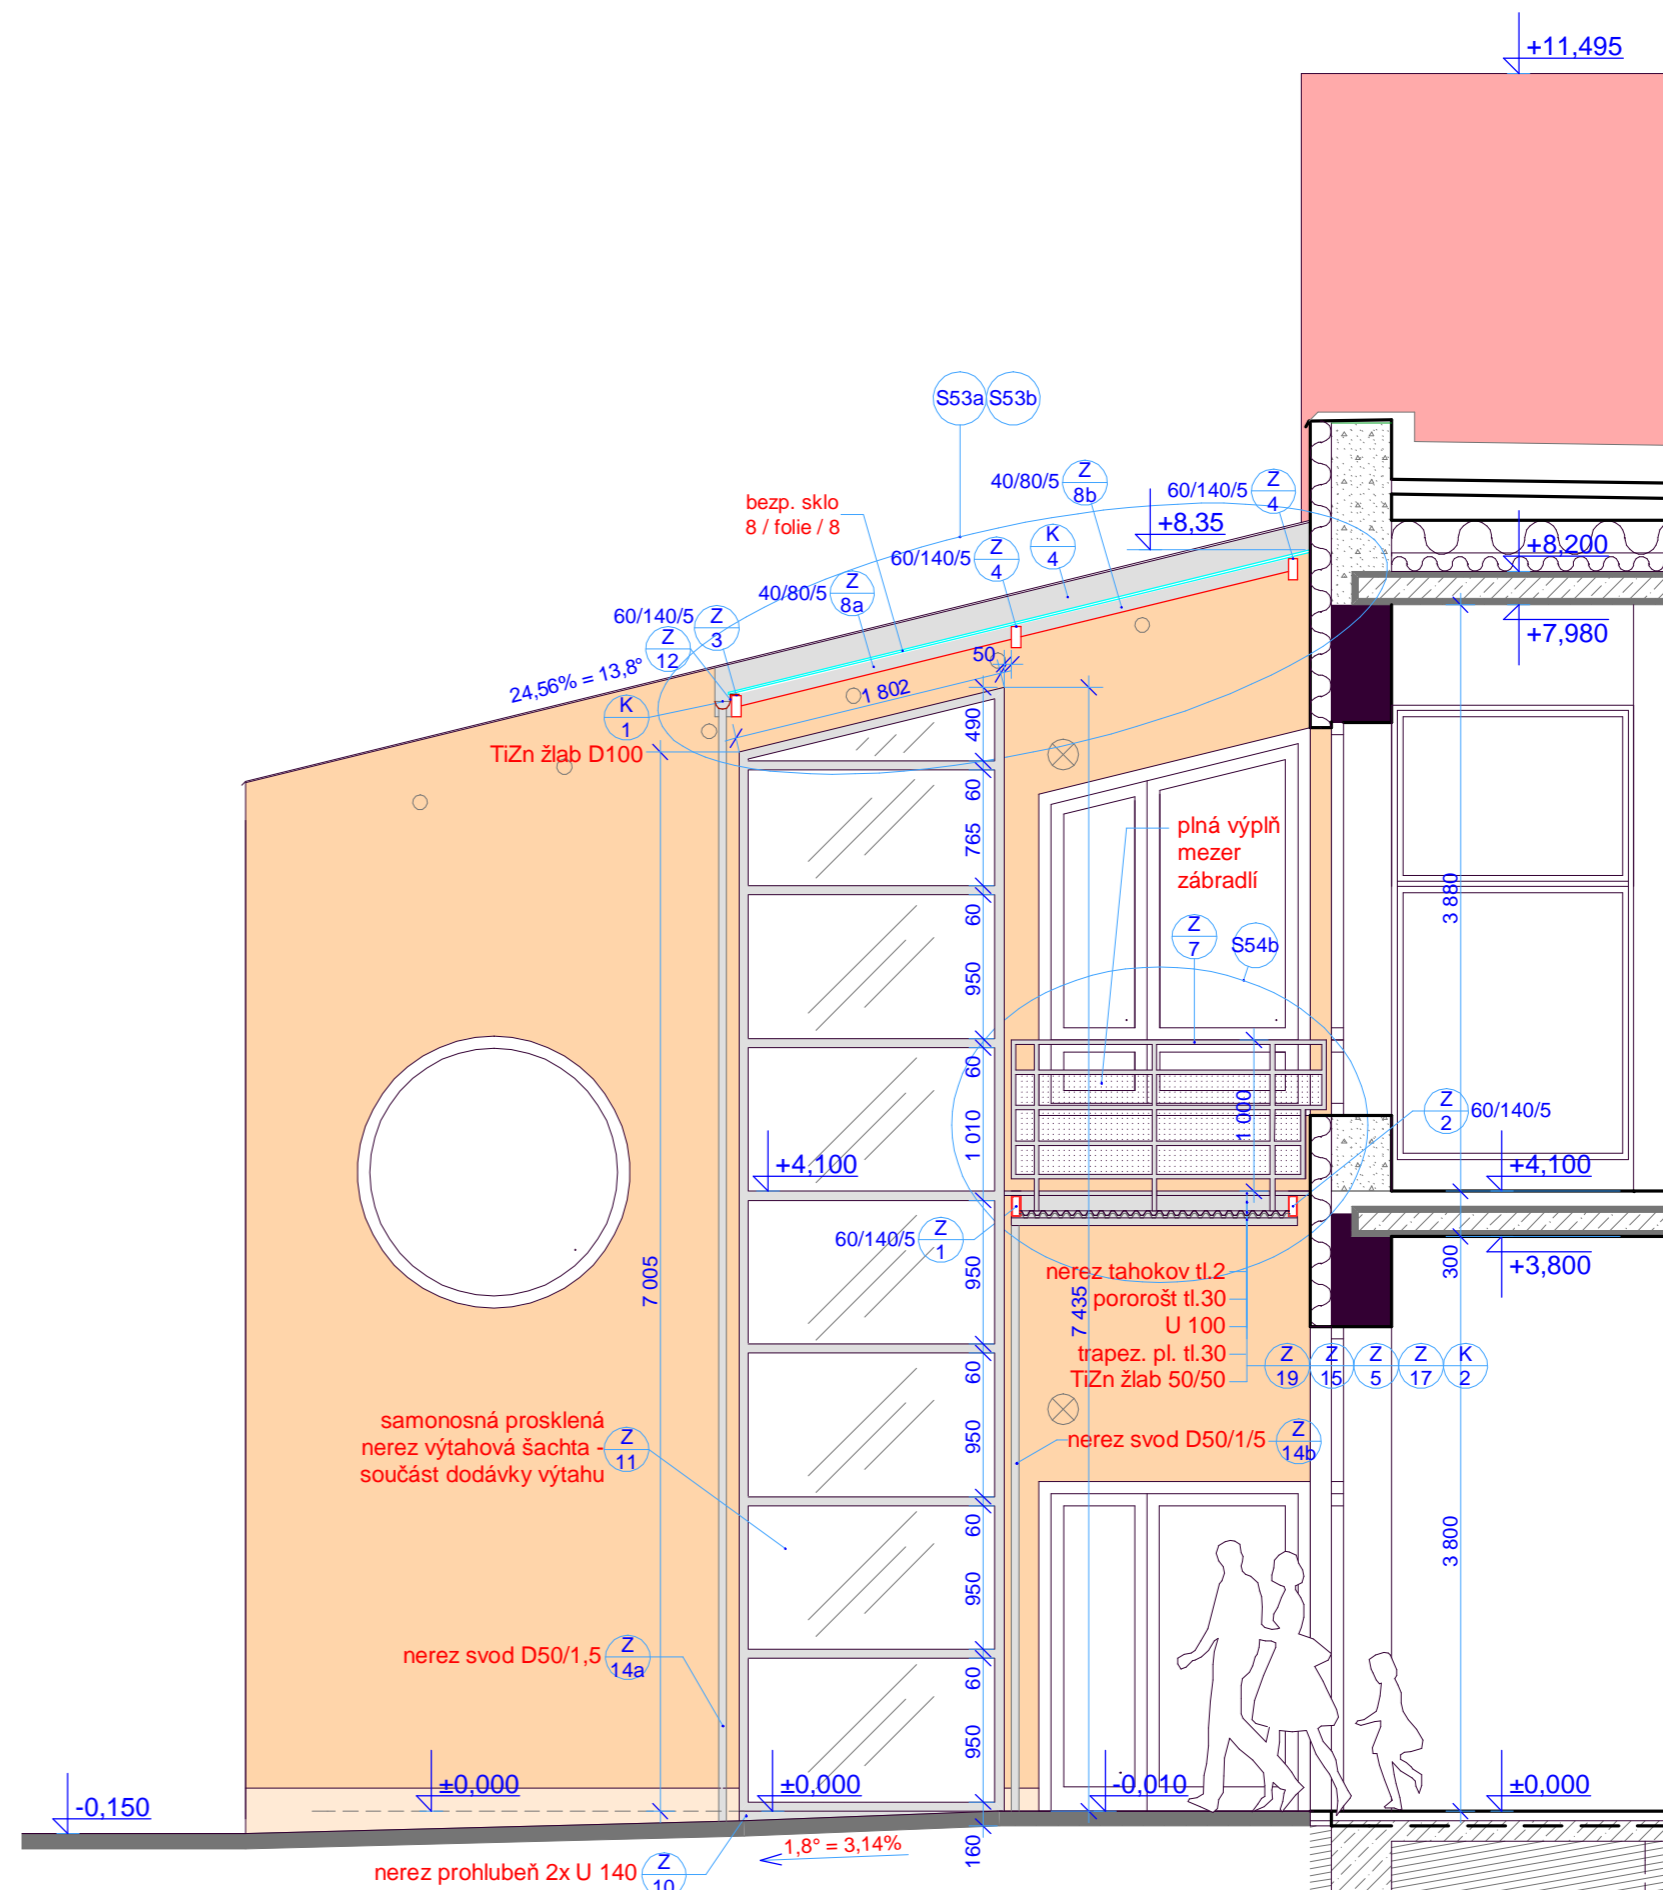 +11,495
S53a
S53b
40/80/5
Z
8b
60/140/5
Z
4
bezp. sklo
8 / folie / 8
+8,35
60/140/5
Z
4
K
4
+8,200
40/80/5
Z
8a
60/140/5
Z
3
Z
12
+7,980
24,56% = 13,8°
50
1 802
K
1
TiZn žlab D100
490
60
765
60
950
60
1 010
950
60
950
60
950
60
950
160
plná výplň
mezer
zábradlí
3 880
Z
7
S54b
1 000
Z
2
60/140/5
+4,100
+4,100
60/140/5
Z
1
300
+3,800
7 005
7 435
nerez tahokov tl.2
pororošt tl.30
U 100
trapez. pl. tl.30
TiZn žlab 50/50
Z
19
Z
15
Z
5
Z
17
K
2
samonosná prosklená
nerez výtahová šachta -
součást dodávky výtahu
Z
11
nerez svod D50/1/5
Z
14b
3 800
nerez svod D50/1,5
Z
14a
-0,150
±0,000
±0,000
-0,010
±0,000
1,8° = 3,14%
nerez prohlubeň 2x U 140
Z
10